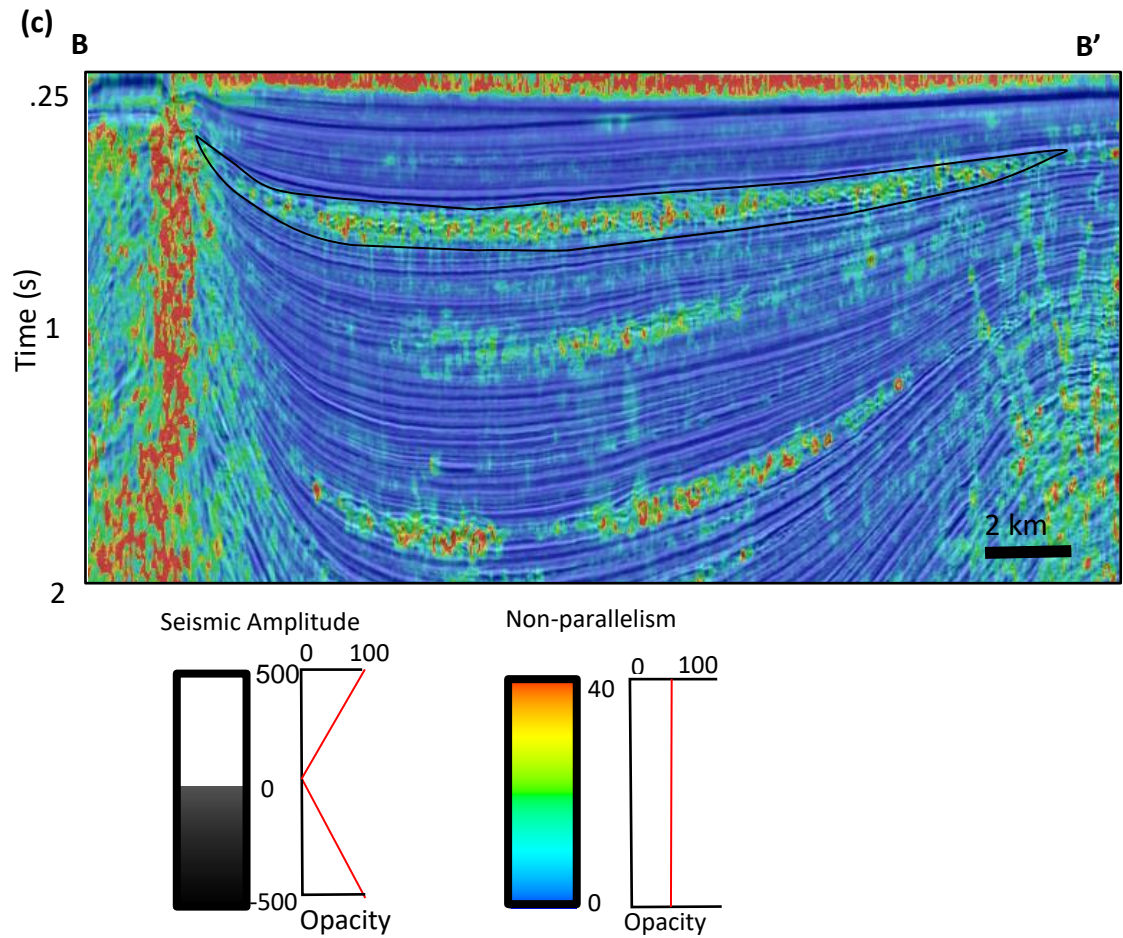 (c)
B B’
.25
1
2
Time (s)
2 km
Seismic Amplitude Non-parallelism
0 100 0 100
500 40
0
-500 0
Opacity Opacity